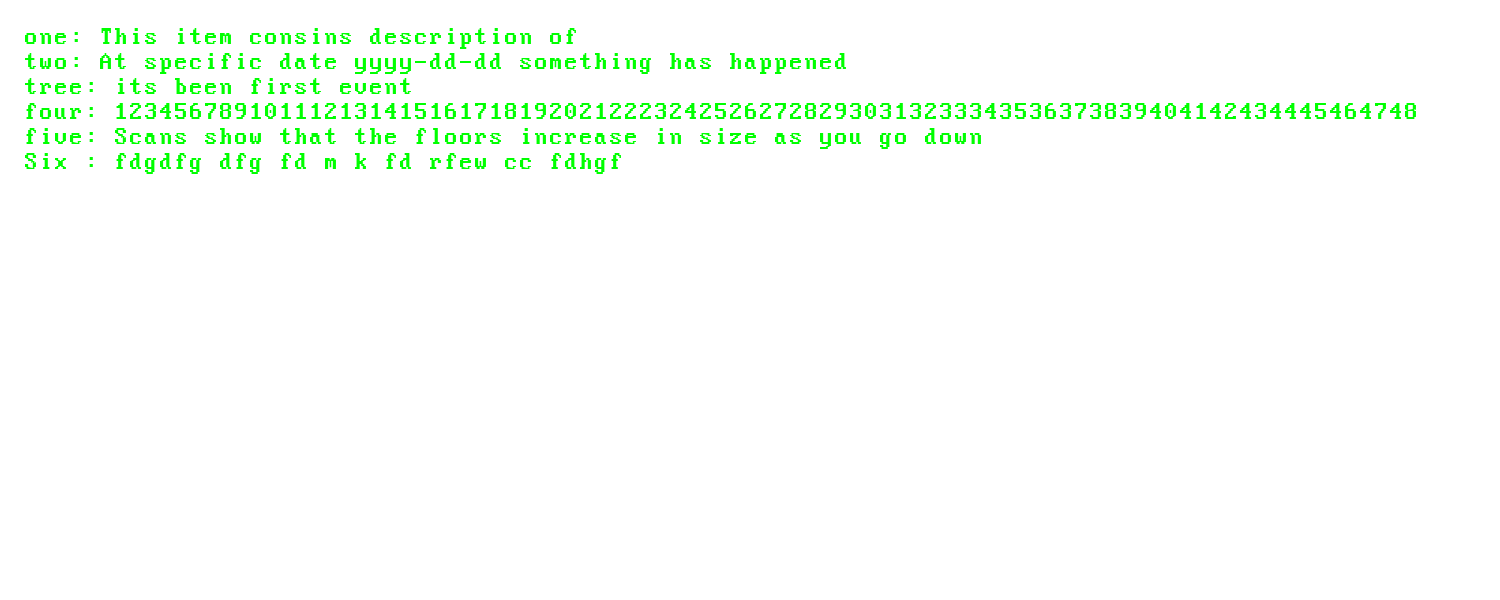 one: This item consins description of
two: At specific date yyyy-dd-dd something has happened
tree: its been first event
four: 123456789101112131415161718192021222324252627282930313233343536373839404142434445464748
five: Scans show that the floors increase in size as you go down
Six : fdgdfg dfg fd m k fd rfew cc fdhgf